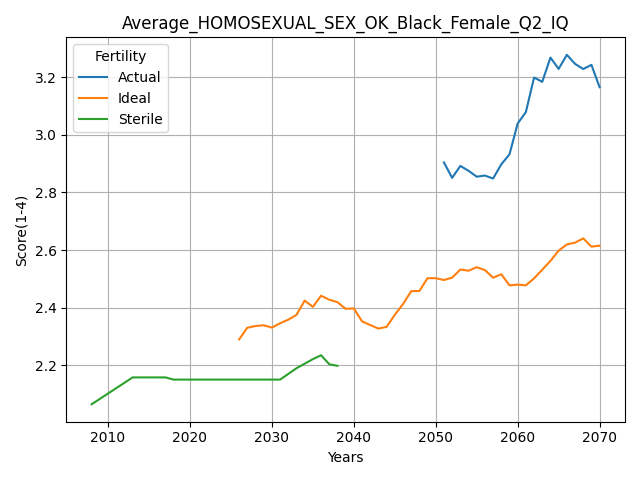 Average_HOMOSEXUAL_SEX_OK_Black_Female_Q2_IQ
Fertility
Actual
Ideal
Sterile
Score(1-4)
3.2
3.0
2.8
2.6
2.4
2.2
2010 2020 2030 2040 2050 2060 2070
Years